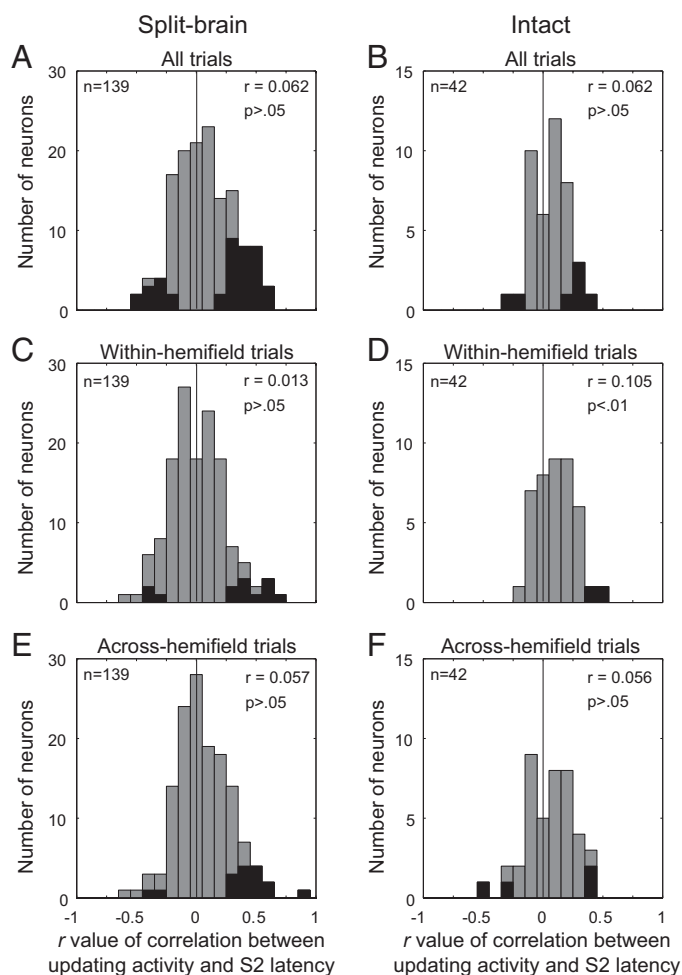 Split-brain
Intact
A
All trials
30
20
10
0
Number of neurons
n=139
r = 0.062
p>.05
B
All trials
15
10
5
0
Number of neurons
n=42
r = 0.062
p>.05
C
Within-hemifield trials
30
20
10
0
Number of neurons
n=139
r = 0.013
p>.05
D
Within-hemifield trials
15
10
5
0
Number of neurons
n=42
r = 0.105
p<.01
E
Across-hemifield trials
30
20
10
0
Number of neurons
n=139
r = 0.057
p>.05
-1 -0.5 0 0.5 1
r value of correlation between
updating activity and S2 latency
F
Across-hemifield trials
15
10
5
0
Number of neurons
n=42
r = 0.056
p>.05
-1 -0.5 0 0.5 1
r value of correlation between
updating activity and S2 latency